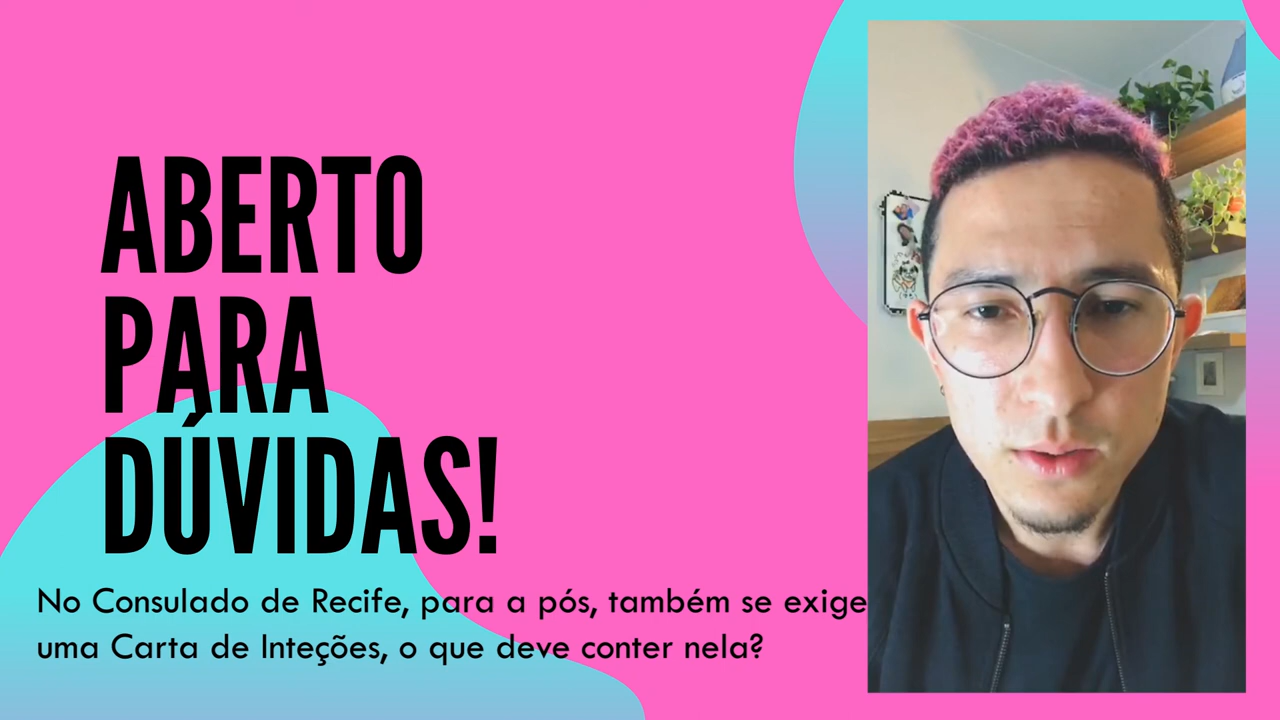 ABERTO
PARA
DÚVIDAS!
No Consulado de Recife, para a pós, também se exige
uma Carta de Inteções, o que deve conter nela?